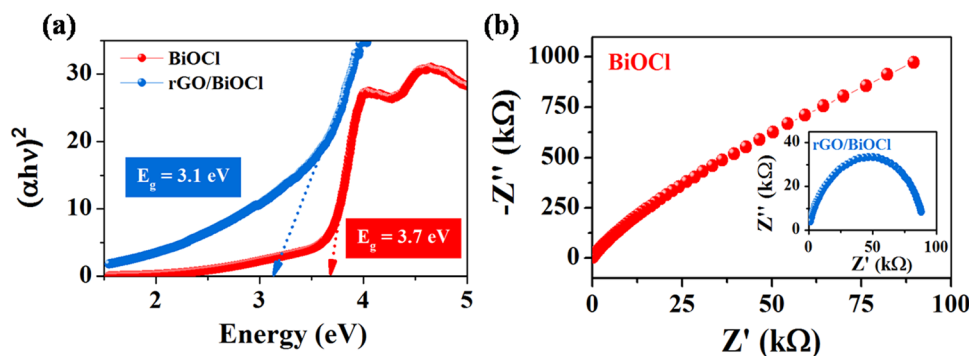 (a)
BiOCl
rGO/BiOCl
30
20
10
0
(αhν)²
E_g = 3.1 eV
E_g = 3.7 eV
2
3
4
5
Energy (eV)
(b)
BiOCl
1000
750
500
250
0
-Z'' (kΩ)
rGO/BiOCl
40
20
0
Z'' (kΩ)
0
50
100
Z' (kΩ)
0
25
50
75
100
Z' (kΩ)